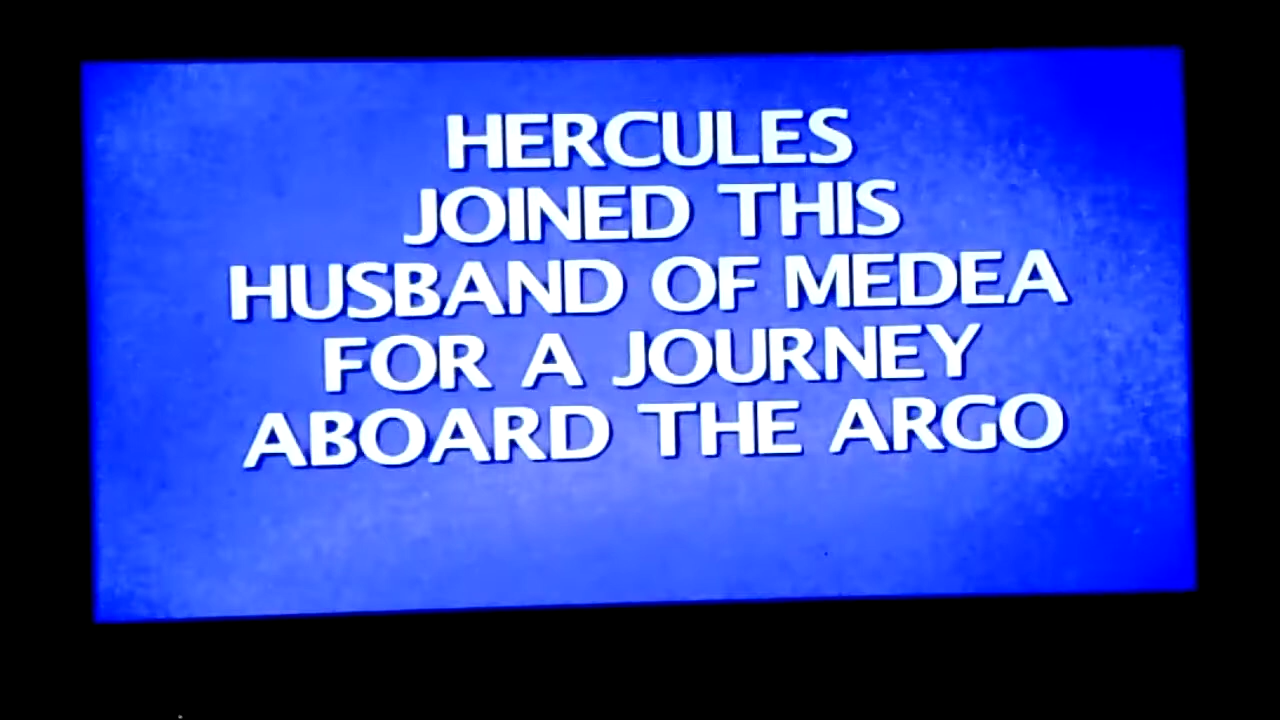 HERCULES
JOINED THIS
HUSBAND OF MEDEA
FOR A JOURNEY
ABOARD THE ARGO